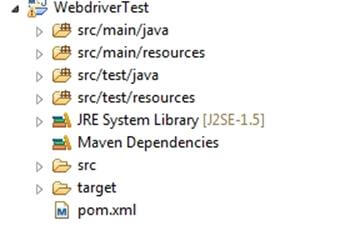 WebdriverTest
src/main/java
src/main/resources
src/test/java
src/test/resources
JRE System Library [J2SE-1.5]
Maven Dependencies
src
target
pom.xml